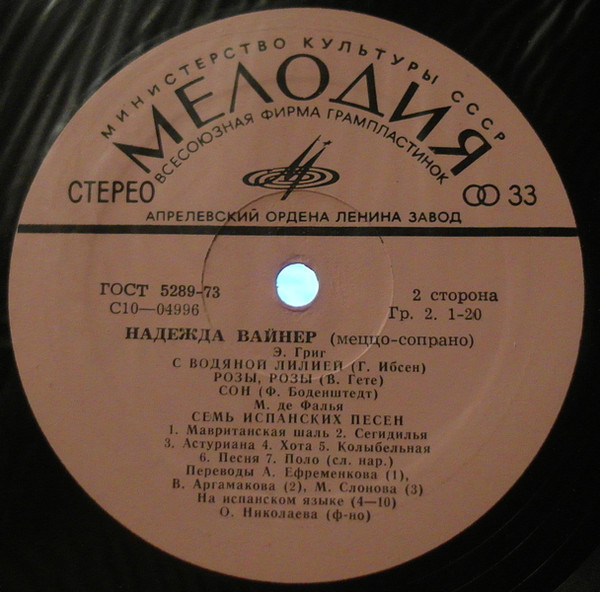 МИНИСТЕРСТВО КУЛЬТУРЫ СССР
МЕЛОДИЯ
ВСЕСОЮЗНАЯ ФИРМА ГРАМПЛАСТИНОК
СТЕРЕО 33
АПРЕЛЕВСКИЙ ОРДЕНА ЛЕНИНА ЗАВОД
ГОСТ 5289-73
С10—04996
2 сторона
Гр. 2. 1-20
НАДЕЖДА ВАЙНЕР (меццо-сопрано)
Э. Григ
С ВОДЯНОЙ ЛИЛИЕЙ (Г. Ибсен)
РОЗЫ, РОЗЫ (В. Гете)
СОН (Ф. Боденштедт)
М. де Фалья
СЕМЬ ИСПАНСКИХ ПЕСЕН
1. Мавританская шаль 2. Сегидилья
3. Астуриана 4. Хота 5. Колыбельная
6. Песня 7. Поло (сл. нар.)
Переводы А. Ефременкова (1),
В. Аргамакова (2), М. Слонова (3)
На испанском языке (4—10)
О. Николаева (ф-но)